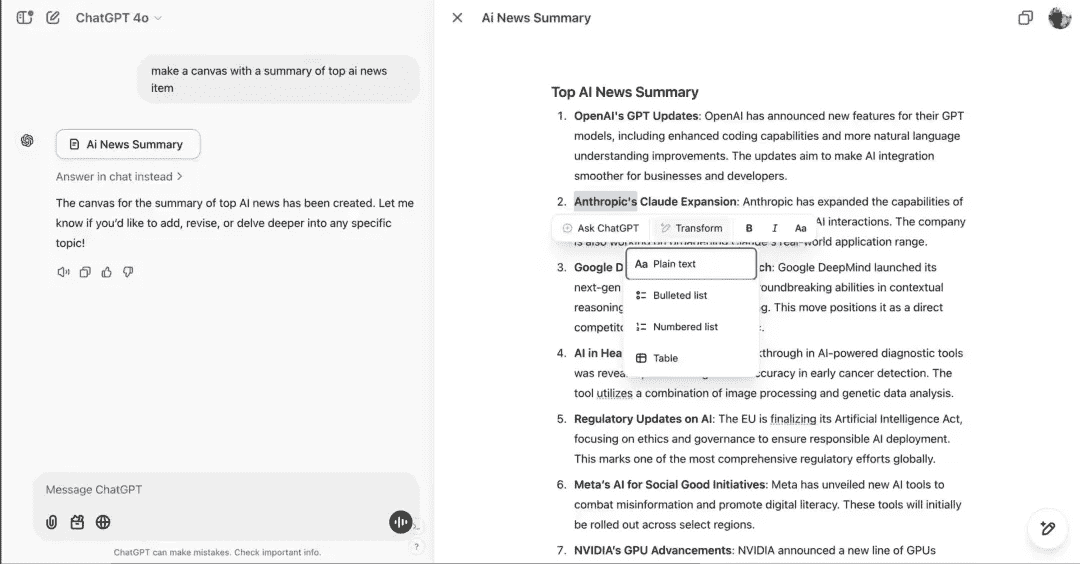 ChatGPT 4o
make a canvas with a summary of top ai news
item
Ai News Summary
Answer in chat instead >
The canvas for the summary of top AI news has been created. Let me
know if you'd like to add, revise, or delve deeper into any specific
topic!
Message ChatGPT
ChatGPT can make mistakes. Check important info.
?
Ai News Summary
Top AI News Summary
1. OpenAI's GPT Updates: OpenAI has announced new features for their GPT
models, including enhanced coding capabilities and more natural language
understanding improvements. The updates aim to make AI integration
smoother for businesses and developers.
2. Anthropic's Claude Expansion: Anthropic has expanded the capabilities of
Ask ChatGPT Transform B I Aa
AI interactions. The company
is also working on broadening Claude's real-world application range.
3. Google D ch: Google DeepMind launched its
next-gen oundbreaking abilities in contextual
reasoning g. This move positions it as a direct
competito
Aa Plain text
Bulleted list
Numbered list
Table
4. AI in Hea kthrough in AI-powered diagnostic tools
was revea ccuracy in early cancer detection. The
tool utilizes a combination of image processing and genetic data analysis.
5. Regulatory Updates on AI: The EU is finalizing its Artificial Intelligence Act,
focusing on ethics and governance to ensure responsible AI deployment.
This marks one of the most comprehensive regulatory efforts globally.
6. Meta's AI for Social Good Initiatives: Meta has unveiled new AI tools to
combat misinformation and promote digital literacy. These tools will initially
be rolled out across select regions.
7. NVIDIA's GPU Advancements: NVIDIA announced a new line of GPUs